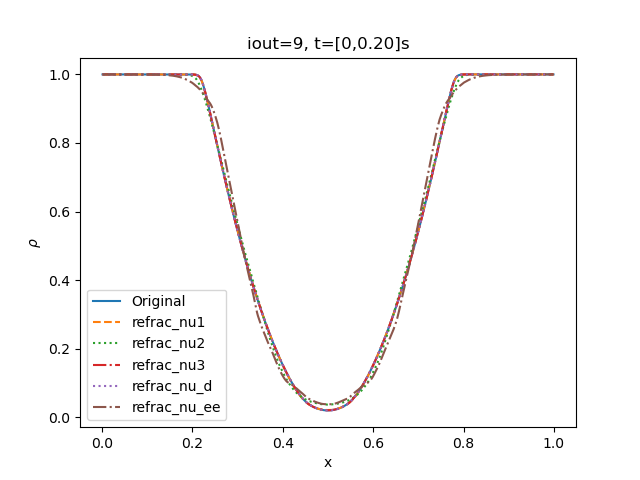 iout=9, t=[0,0.20]s
1.0
0.8
0.6
0.4
0.2
0.0
ρ
Original
refrac_nu1
refrac_nu2
refrac_nu3
refrac_nu_d
refrac_nu_ee
0.0 0.2 0.4 0.6 0.8 1.0
x